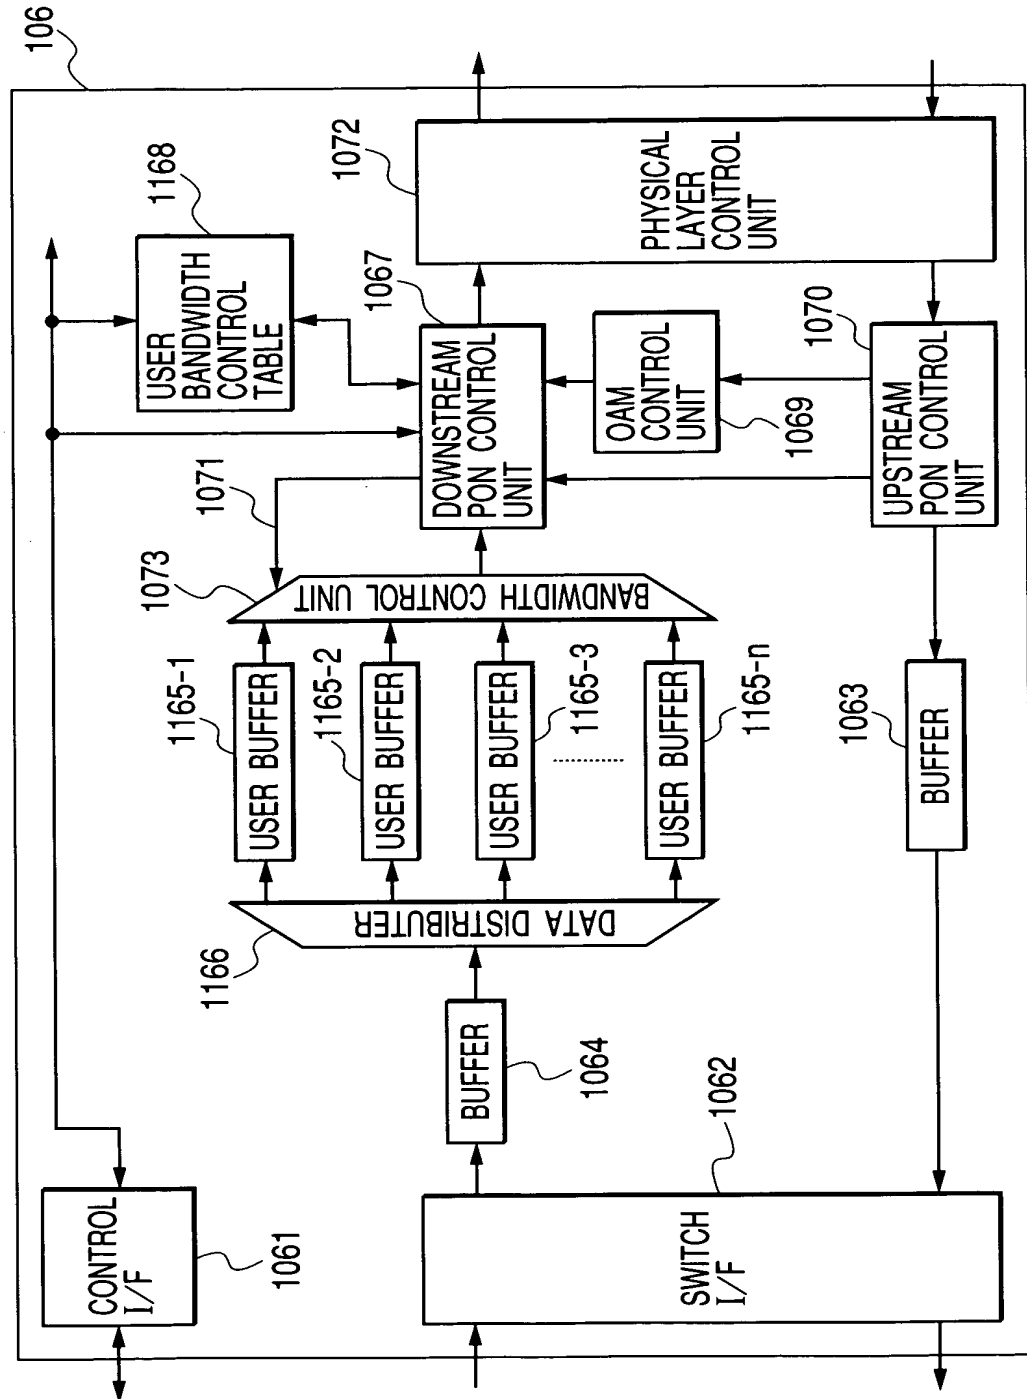 106
CONTROL
I/F
1061
USER
BANDWIDTH
CONTROL
TABLE
1168
1071
1073
BANDWIDTH CONTROL UNIT
DOWNSTREAM
PON CONTROL
UNIT
1067
PHYSICAL
LAYER
CONTROL
UNIT
1072
OAM
CONTROL
UNIT
1069
UPSTREAM
PON CONTROL
UNIT
1070
USER BUFFER
1165-1
USER BUFFER
1165-2
USER BUFFER
1165-3
USER BUFFER
1165-n
DATA DISTRIBUTER
1166
BUFFER
1064
SWITCH
I/F
1062
BUFFER
1063